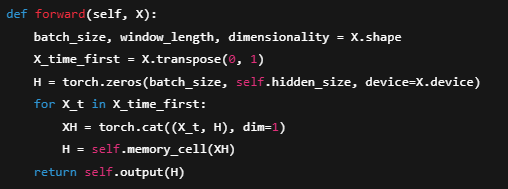 def forward(self, X):
    batch_size, window_length, dimensionality = X.shape
    X_time_first = X.transpose(0, 1)
    H = torch.zeros(batch_size, self.hidden_size, device=X.device)
    for X_t in X_time_first:
        XH = torch.cat((X_t, H), dim=1)
        H = self.memory_cell(XH)
    return self.output(H)